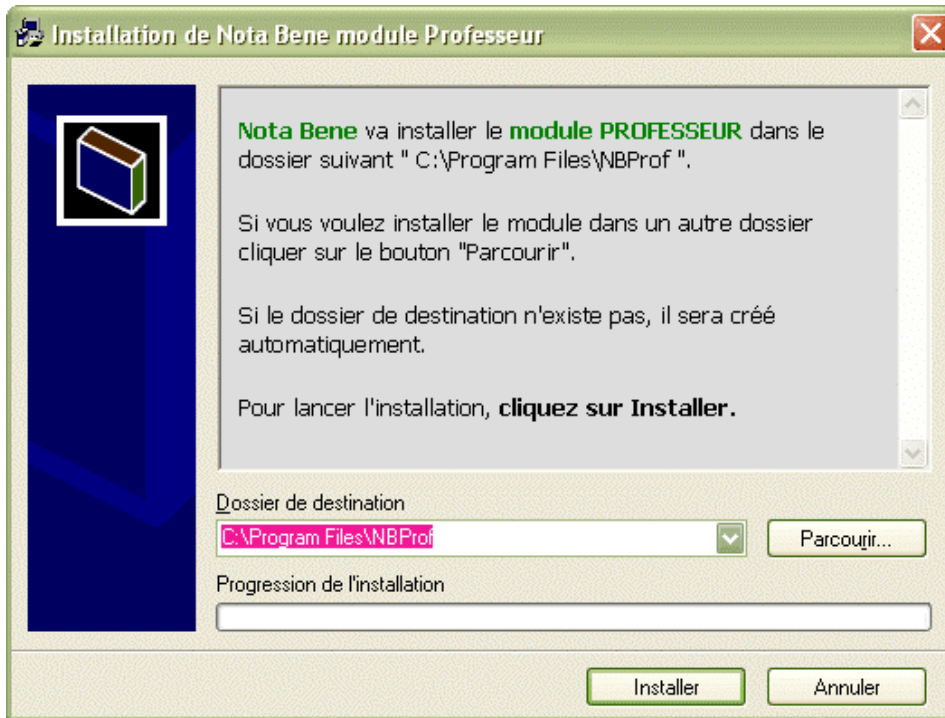 Installation de Nota Bene module Professeur
Nota Bene va installer le module PROFESSEUR dans le
dossier suivant " C:\Program Files\NBProf ".
Si vous voulez installer le module dans un autre dossier
cliquer sur le bouton "Parcourir".
Si le dossier de destination n'existe pas, il sera créé
automatiquement.
Pour lancer l'installation, cliquez sur Installer.
Dossier de destination
C:\Program Files\NBProf
Parcourir...
Progression de l'installation
Installer
Annuler